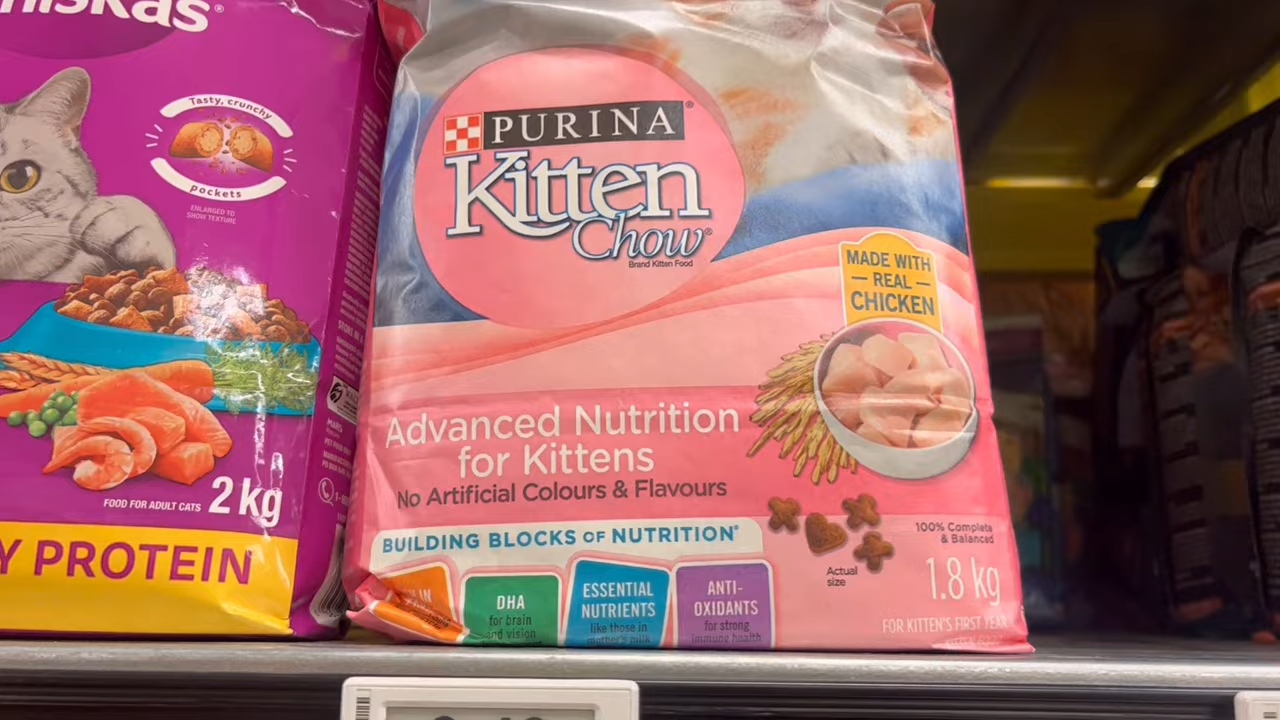 Tasty, crunchy
pockets
ENLARGED TO
SHOW TEXTURE
FOOD FOR ADULT CATS 2kg
PROTEIN
PURINA®
Kitten
Chow®
Brand Kitten Food
MADE WITH
— REAL —
CHICKEN
Advanced Nutrition
for Kittens
No Artificial Colours & Flavours
BUILDING BLOCKS OF NUTRITION®
DHA
for brain
and vision
ESSENTIAL
NUTRIENTS
like those in
mother's milk
ANTI-
OXIDANTS
for strong
immune health
Actual
size
100% Complete
& Balanced
1.8 kg
FOR KITTEN'S FIRST YEAR